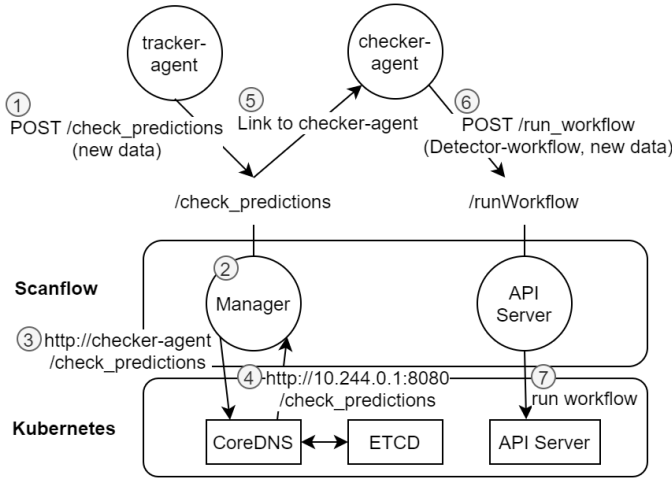 tracker-
agent
checker-
agent
1
POST /check_predictions
(new data)
5
Link to checker-agent
6
POST /run_workflow
(Detector-workflow, new data)
/check_predictions
/runWorkflow
Scanflow
2
Manager
API
Server
3
http://checker-agent
/check_predictions
4
http://10.244.0.1:8080
/check_predictions
7
run workflow
Kubernetes
CoreDNS
ETCD
API Server